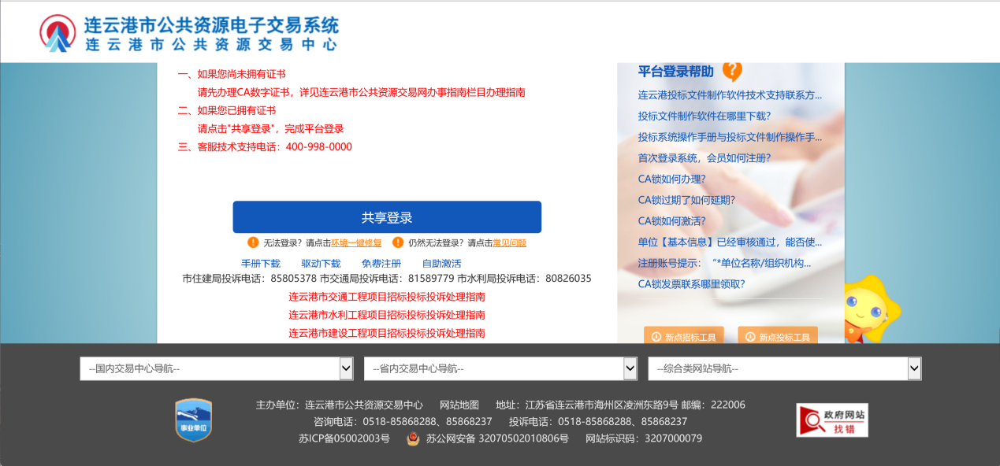 连云港市公共资源电子交易系统
连云港市公共资源交易中心
一、如果您尚未拥有证书
请先办理CA数字证书，详见连云港市公共资源交易网办事指南栏目办理指南
二、如果您已拥有证书
请点击"共享登录"，完成平台登录
三、客服技术支持电话：400-998-0000
共享登录
无法登录？请点击环境一键修复 仍然无法登录？请点击常见问题
手册下载 驱动下载 免费注册 自助激活
市住建局投诉电话：85805378 市交通局投诉电话：81589779 市水利局投诉电话：80826035
连云港市交通工程项目招标投标投诉处理指南
连云港市水利工程项目招标投标投诉处理指南
连云港市建设工程项目招标投标投诉处理指南
平台登录帮助
连云港投标文件制作软件技术支持联系方...
投标文件制作软件在哪里下载？
投标系统操作手册与投标文件制作操作手...
首次登录系统，会员如何注册？
CA锁如何办理？
CA锁过期了如何延期？
CA锁如何激活？
单位【基本信息】已经审核通过，能否使...
注册账号提示：“*单位名称/组织机构...
CA锁发票联系哪里领取？
新点招标工具 新点投标工具
--国内交易中心导航-- --省内交易中心导航-- --综合类网站导航--
事业单位
主办单位：连云港市公共资源交易中心 网站地图 地址：江苏省连云港市海州区凌洲东路9号 邮编：222006
咨询电话：0518-85868288、85868237 投诉电话：0518-85868288、85868237
苏ICP备05002003号 苏公网安备 32070502010806号 网站标识码：3207000079
政府网站
找错